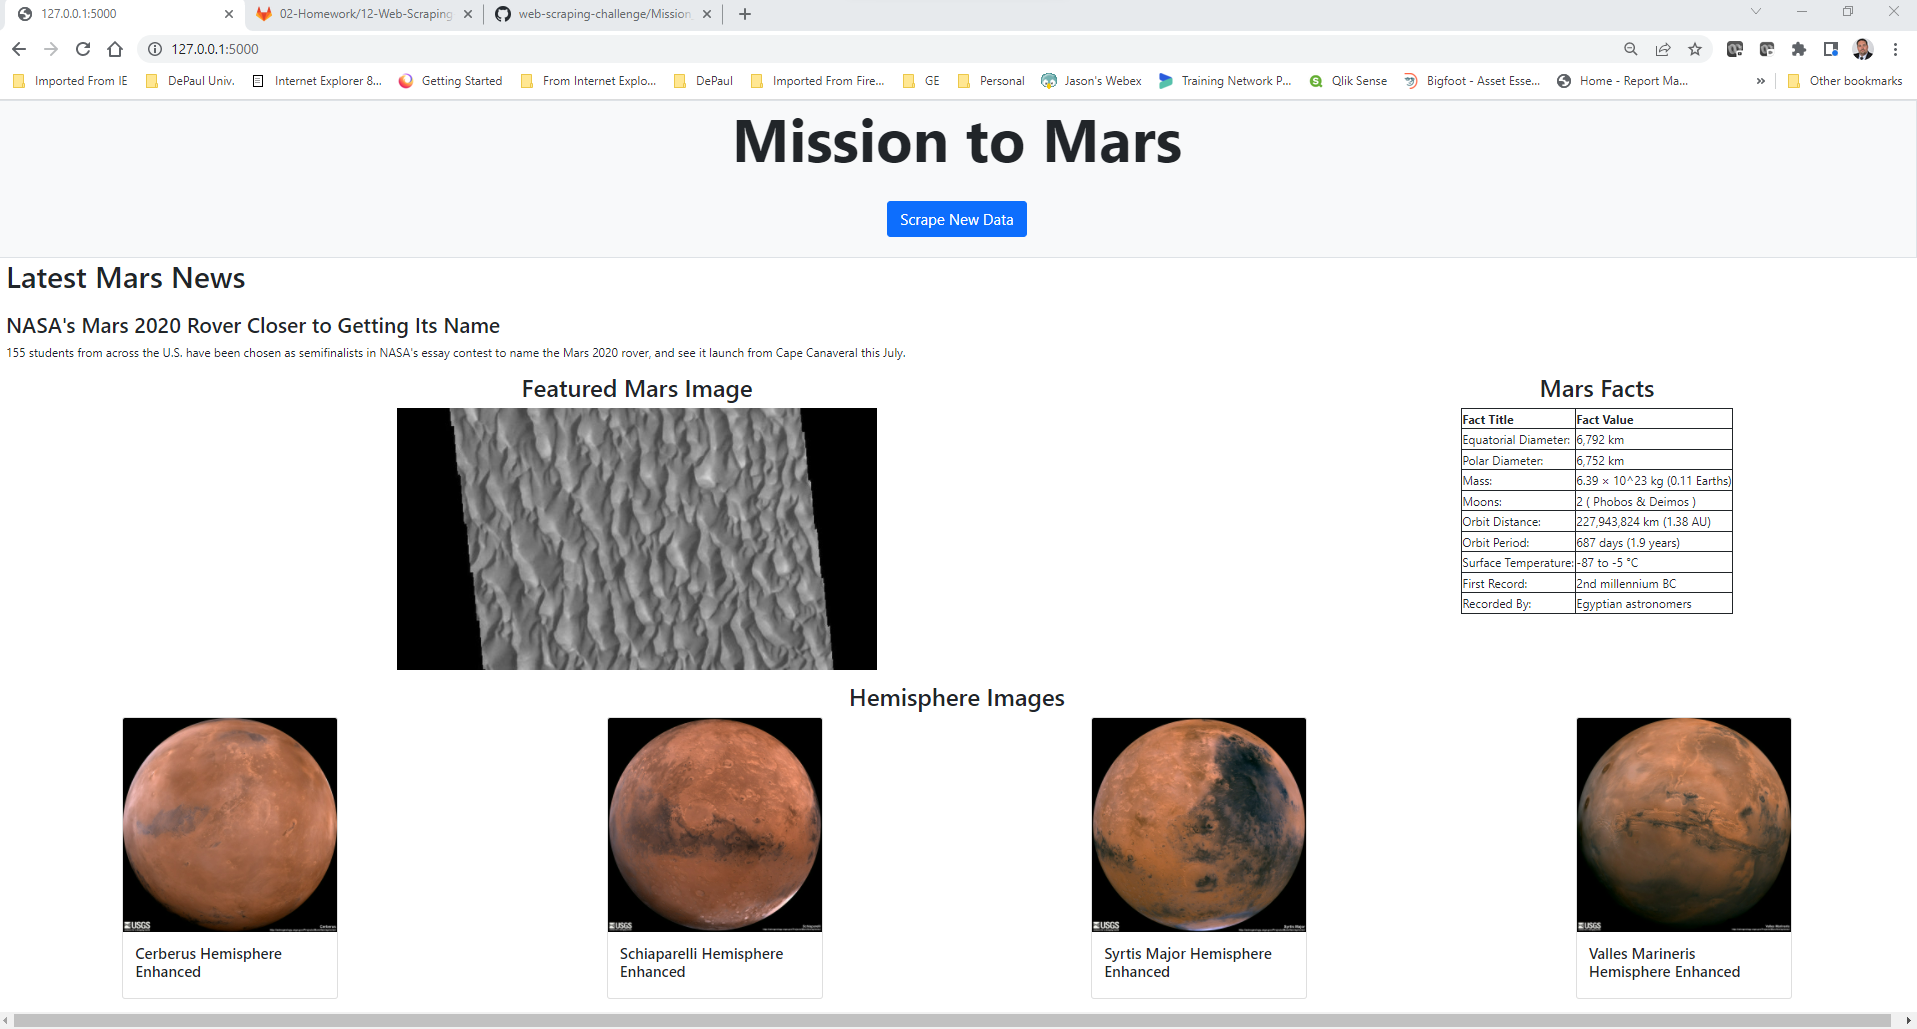 127.0.0.1:5000
02-Homework/12-Web-Scraping
web-scraping-challenge/Mission
127.0.0.1:5000
Imported From IE
DePaul Univ.
Internet Explorer 8...
Getting Started
From Internet Explo...
DePaul
Imported From Fire...
GE
Personal
Jason's Webex
Training Network P...
Qlik Sense
Bigfoot - Asset Esse...
Home - Report Ma...
Other bookmarks
Mission to Mars
Scrape New Data
Latest Mars News
NASA's Mars 2020 Rover Closer to Getting Its Name
155 students from across the U.S. have been chosen as semifinalists in NASA's essay contest to name the Mars 2020 rover, and see it launch from Cape Canaveral this July.
Featured Mars Image
Mars Facts
Fact Title Fact Value
Equatorial Diameter: 6,792 km
Polar Diameter: 6,752 km
Mass: 6.39 × 10^23 kg (0.11 Earths)
Moons: 2 ( Phobos & Deimos )
Orbit Distance: 227,943,824 km (1.38 AU)
Orbit Period: 687 days (1.9 years)
Surface Temperature: -87 to -5 °C
First Record: 2nd millennium BC
Recorded By: Egyptian astronomers
Hemisphere Images
USGS
Cerberus
USGS
Schiaparelli
USGS
Syrtis Major
USGS
Valles Marineris
Cerberus Hemisphere
Enhanced
Schiaparelli Hemisphere
Enhanced
Syrtis Major Hemisphere
Enhanced
Valles Marineris
Hemisphere Enhanced